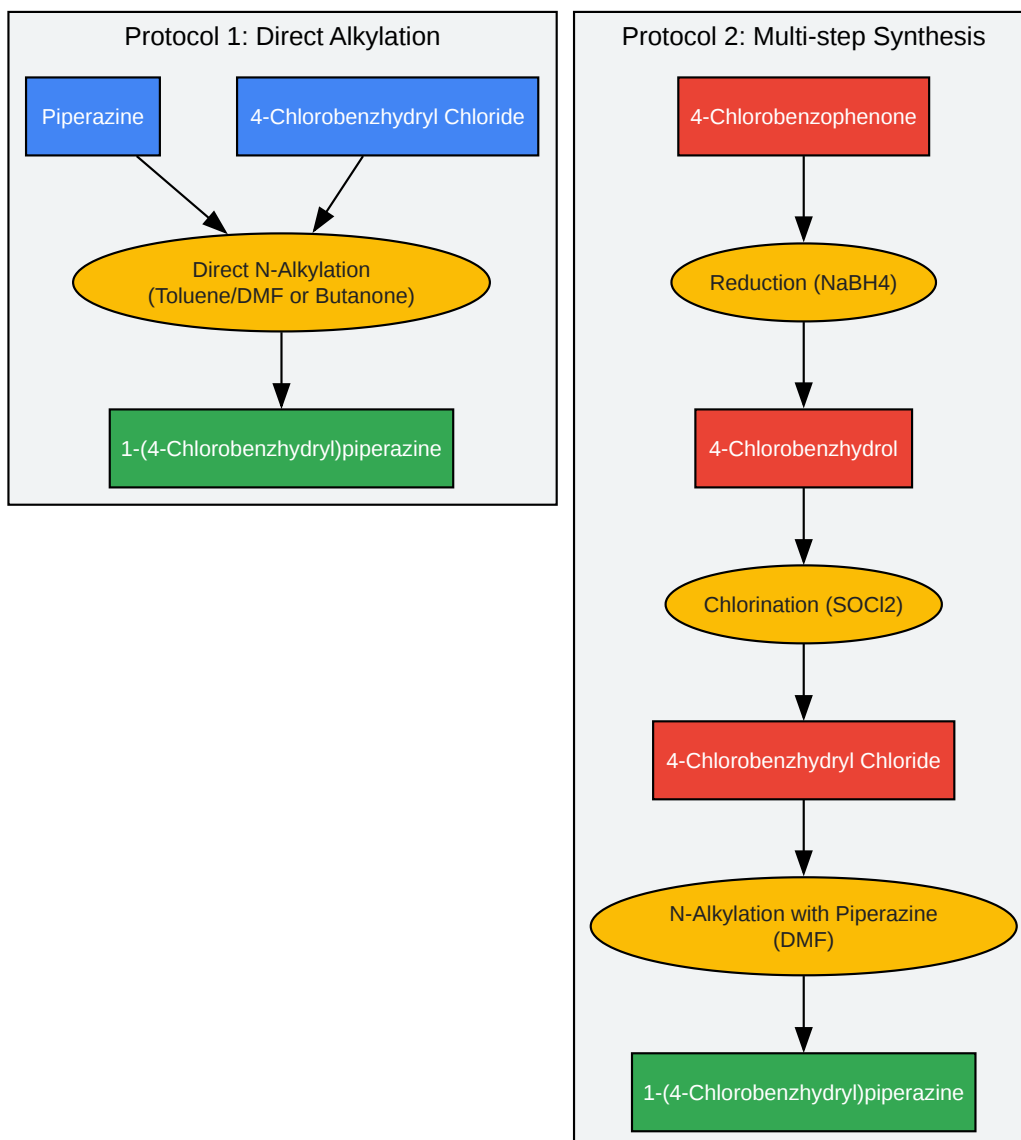 Protocol 1: Direct Alkylation
Piperazine
4-Chlorobenzhydryl Chloride
Direct N-Alkylation
(Toluene/DMF or Butanone)
1-(4-Chlorobenzhydryl)piperazine
Protocol 2: Multi-step Synthesis
4-Chlorobenzophenone
Reduction (NaBH4)
4-Chlorobenzhydrol
Chlorination (SOCl2)
4-Chlorobenzhydryl Chloride
N-Alkylation with Piperazine
(DMF)
1-(4-Chlorobenzhydryl)piperazine